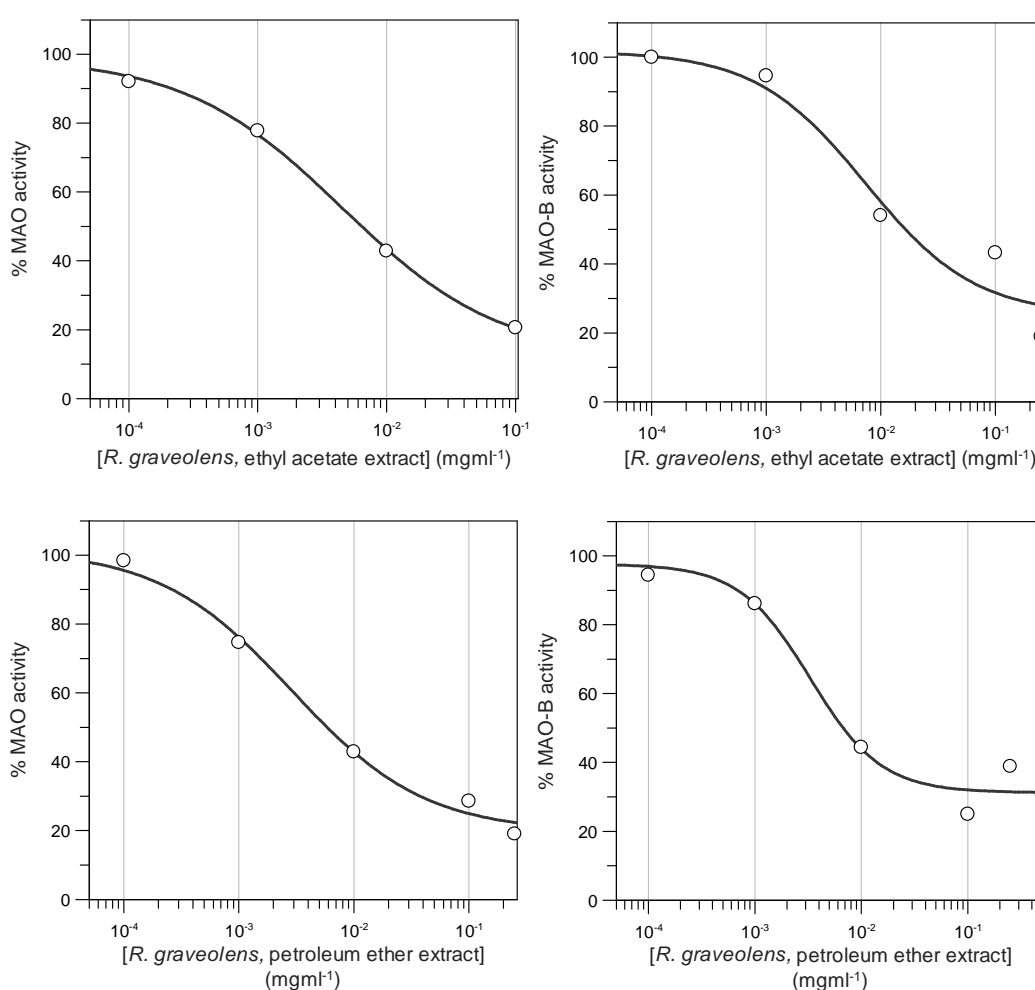 100
80
60
40
20
0
% MAO activity
10-4 10-3 10-2 10-1
[R. graveolens, ethyl acetate extract] (mgml-1)
100
80
60
40
20
0
% MAO-B activity
10-4 10-3 10-2 10-1
[R. graveolens, ethyl acetate extract] (mgml-1)
100
80
60
40
20
0
% MAO activity
10-4 10-3 10-2 10-1
[R. graveolens, petroleum ether extract]
(mgml-1)
100
80
60
40
20
0
% MAO-B activity
10-4 10-3 10-2 10-1
[R. graveolens, petroleum ether extract]
(mgml-1)